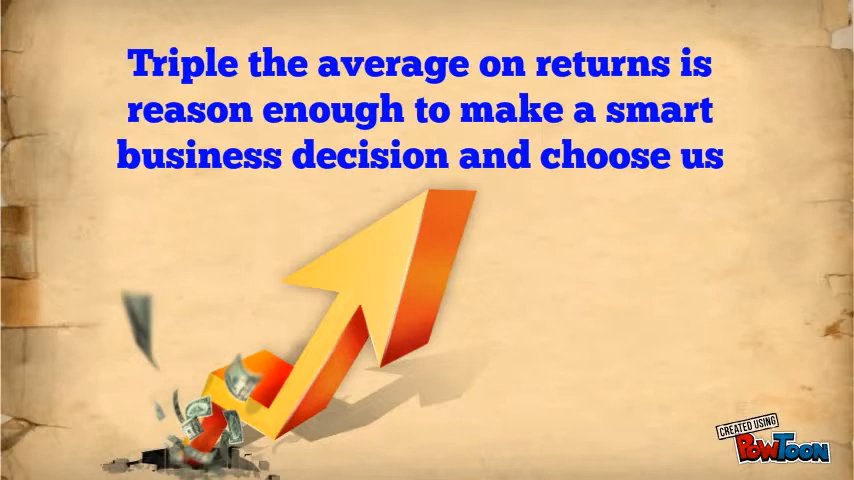 Triple the average on returns is
reason enough to make a smart
business decision and choose us
CREATED USING
POWTOON